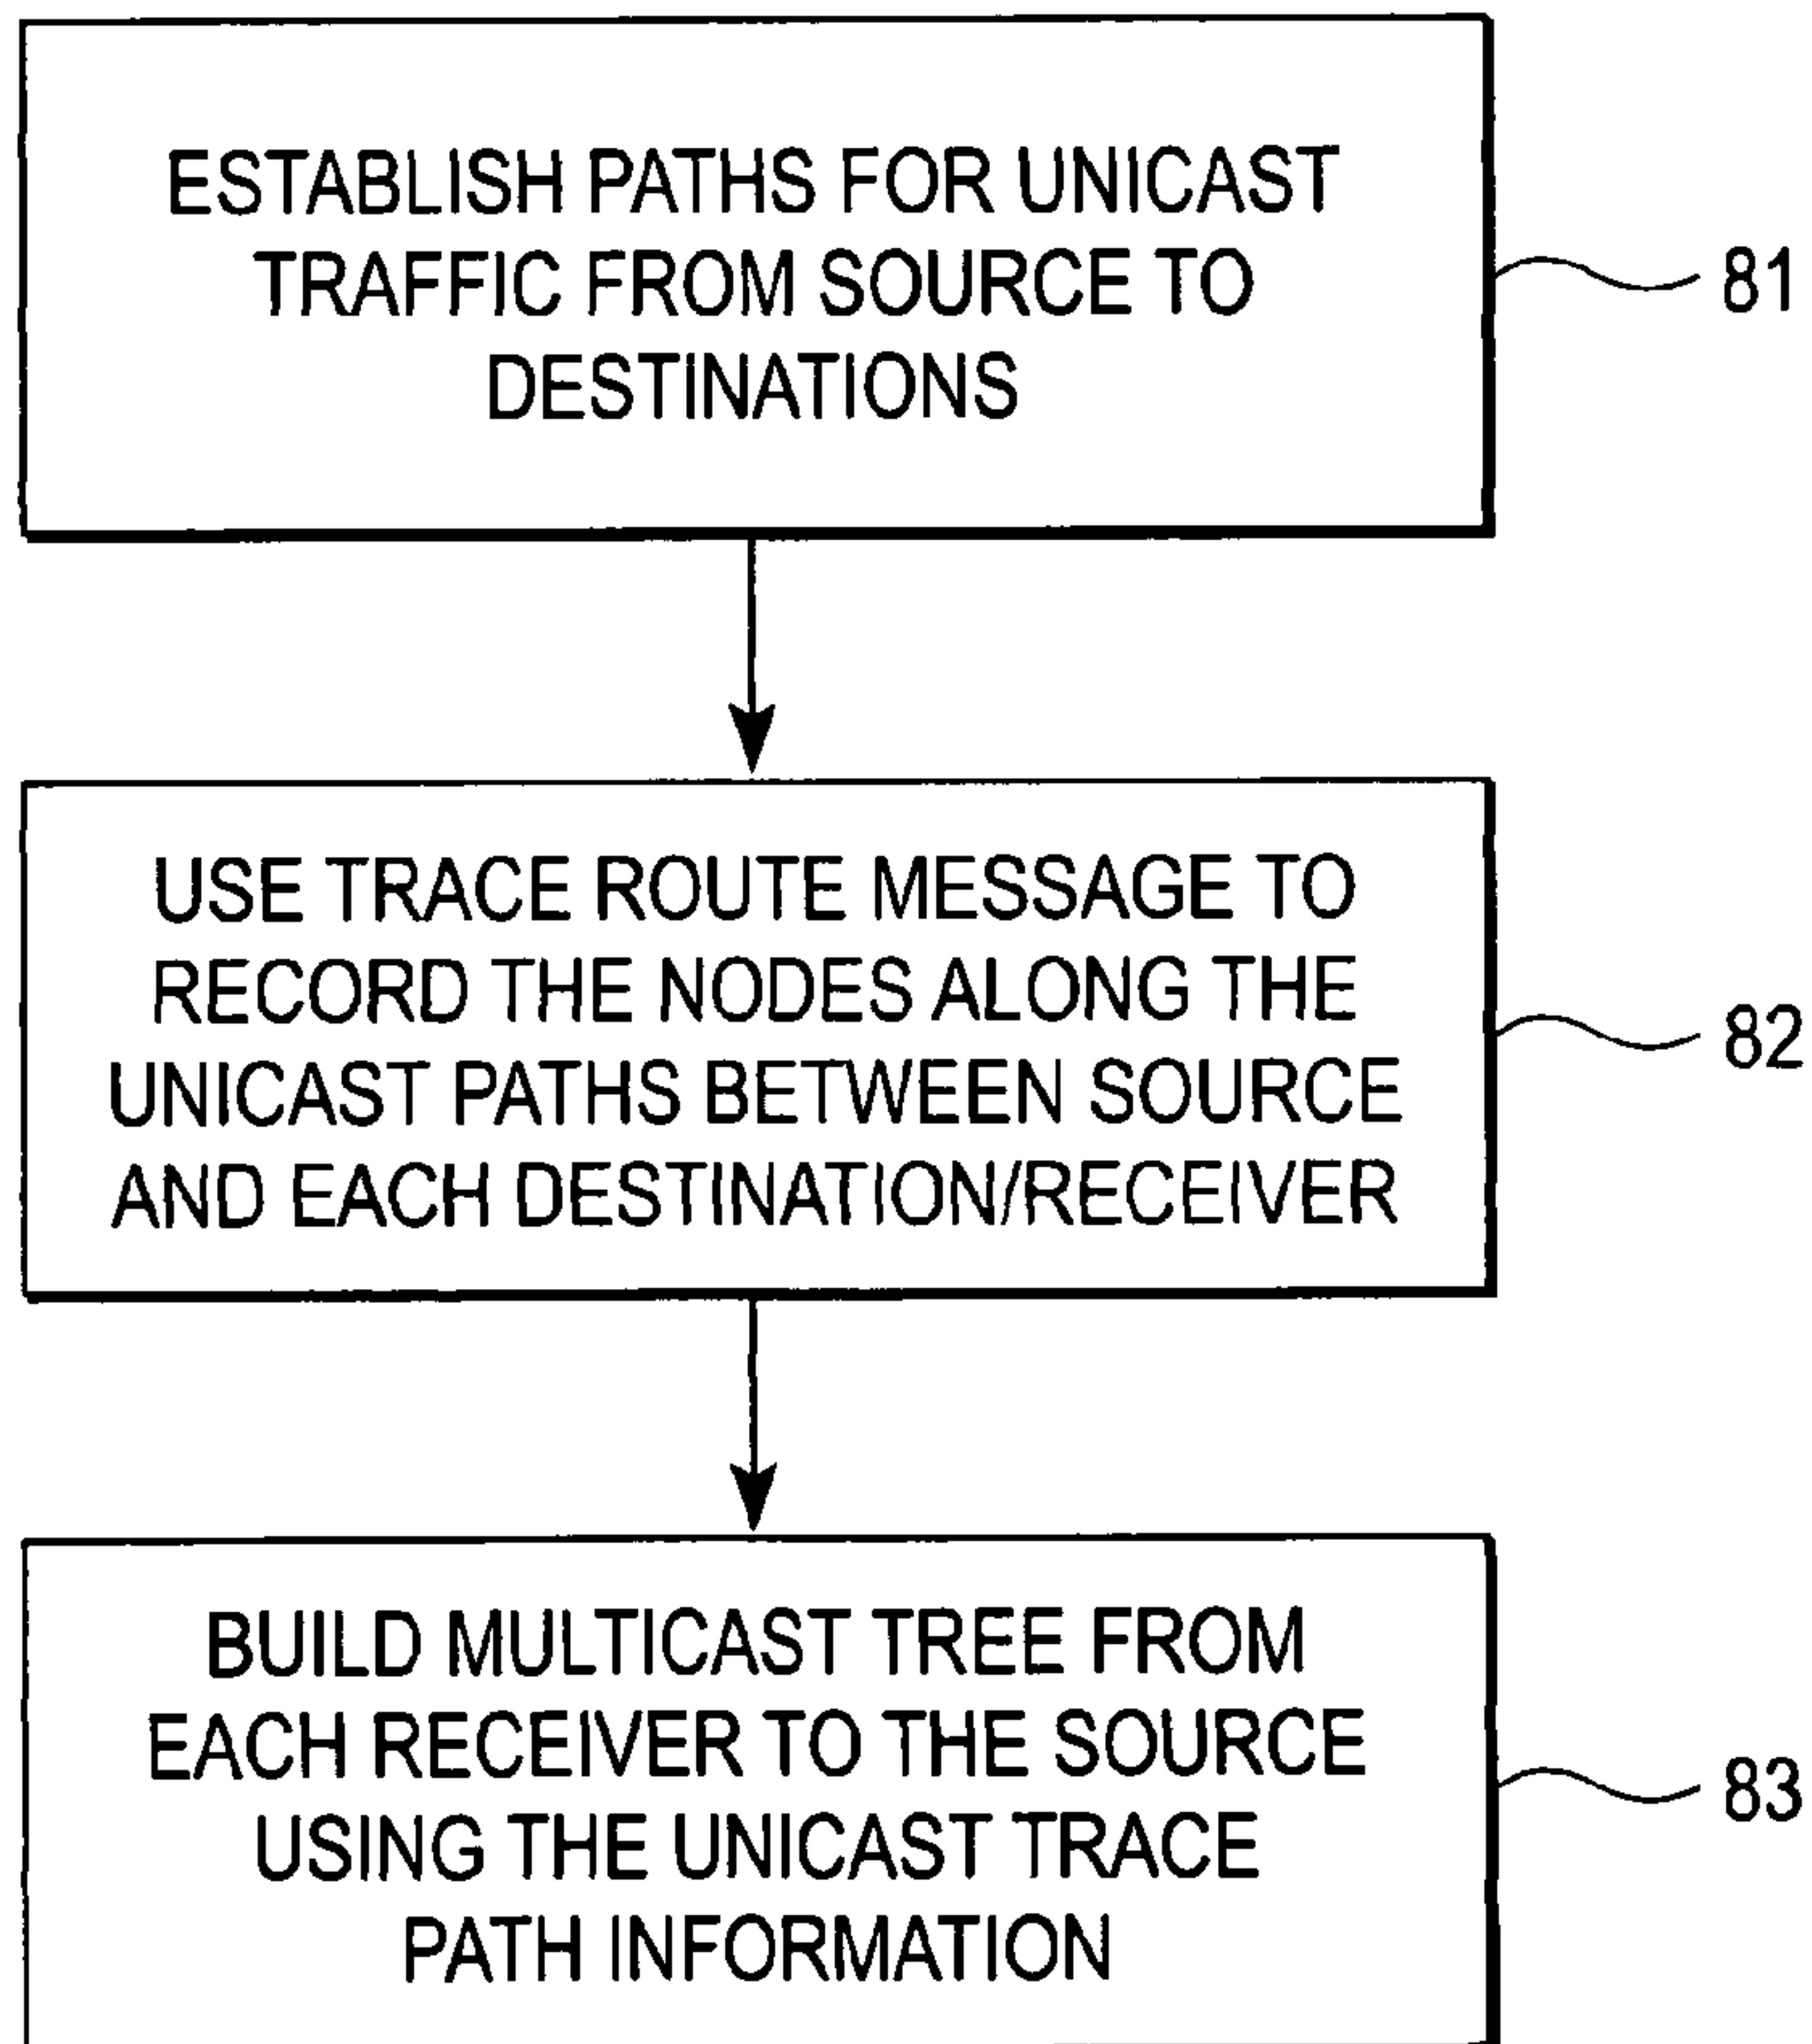 ESTABLISH PATHS FOR UNICAST
TRAFFIC FROM SOURCE TO
DESTINATIONS
81
USE TRACE ROUTE MESSAGE TO
RECORD THE NODES ALONG THE
UNICAST PATHS BETWEEN SOURCE
AND EACH DESTINATION/RECEIVER
82
BUILD MULTICAST TREE FROM
EACH RECEIVER TO THE SOURCE
USING THE UNICAST TRACE
PATH INFORMATION
83